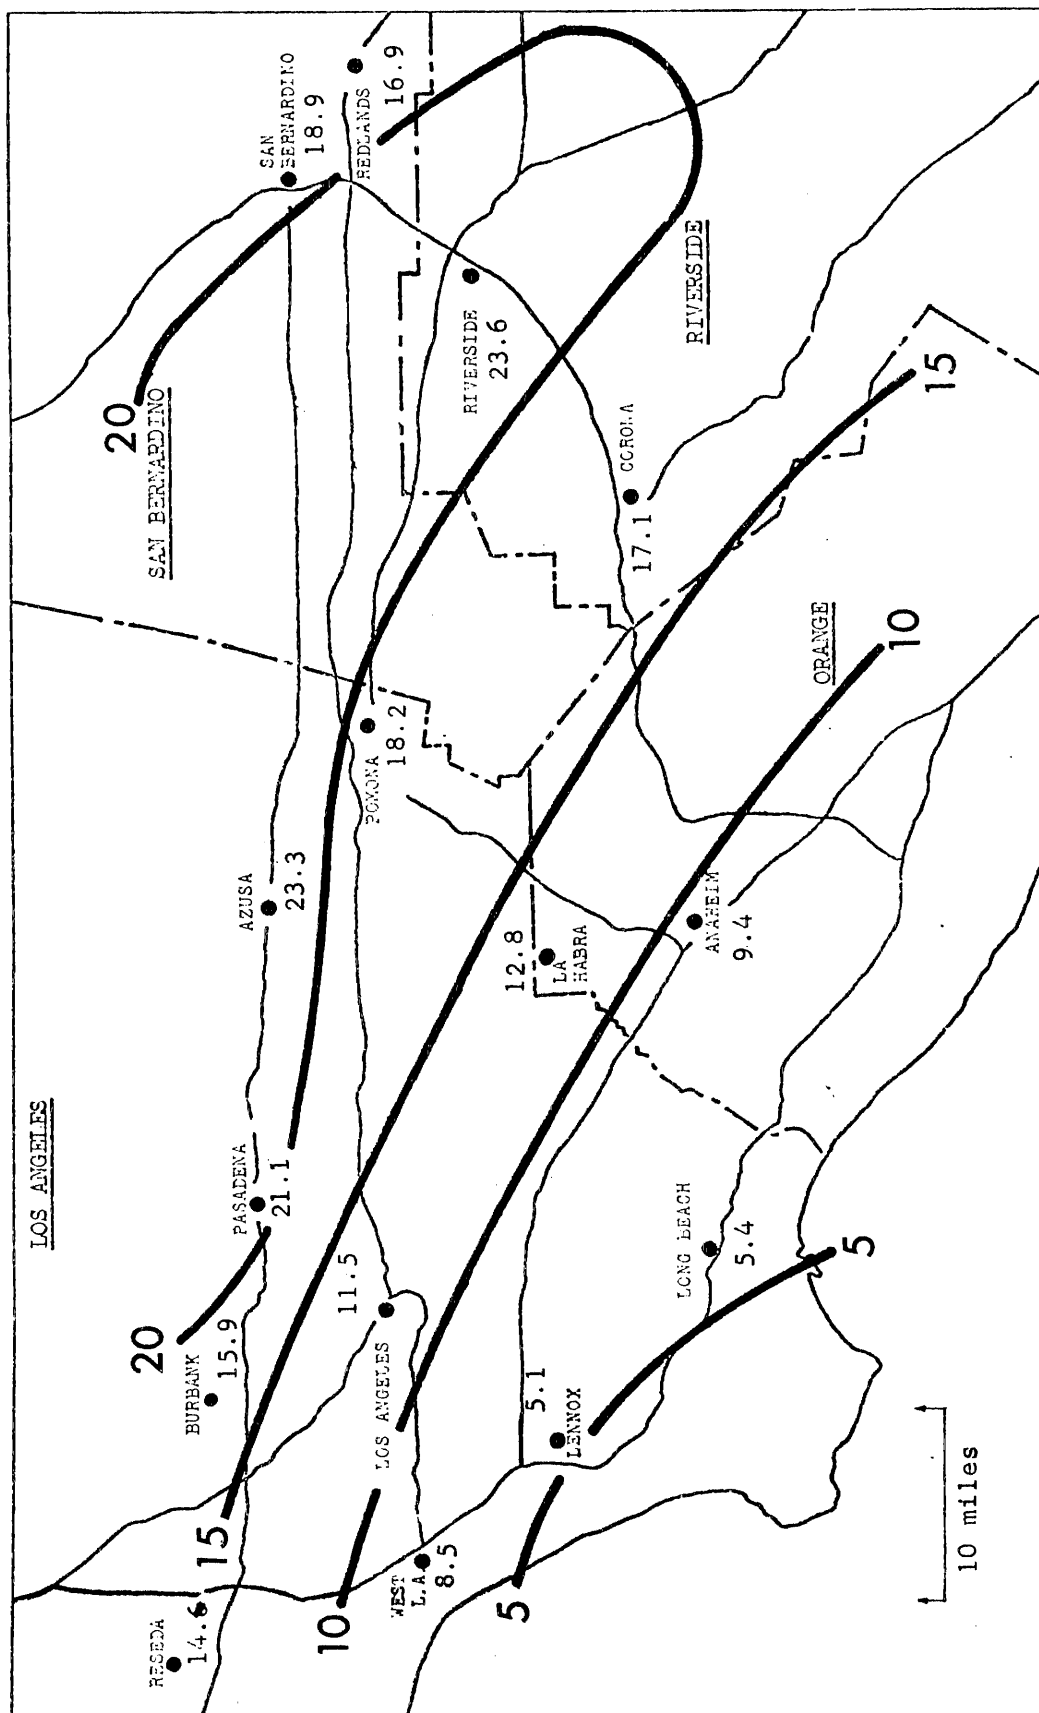 LOS ANGELES
SAN BERNARDINO
RIVERSIDE
ORANGE
RESEDA
14.6
BURBANK
15.9
PASADENA
21.1
AZUSA
23.3
SAN
BERNARDINO
18.9
REDLANDS
16.9
POMONA
18.2
RIVERSIDE
23.6
CORONA
17.1
LOS ANGELES
11.5
WEST
L.A.
8.5
LENNOX
5.1
LA
HABRA
12.8
ANAHEIM
9.4
LONG BEACH
5.4
20
20
15
15
10
10
5
5
10 miles